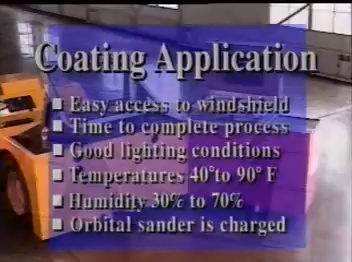 Coating Application
Easy access to windshield
Time to complete process
Good lighting conditions
Temperatures 40°to 90° F
Humidity 30% to 70%
Orbital sander is charged